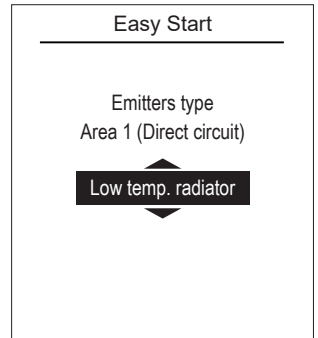 Easy Start
Emitters type
Area 1 (Direct circuit)
Low temp. radiator